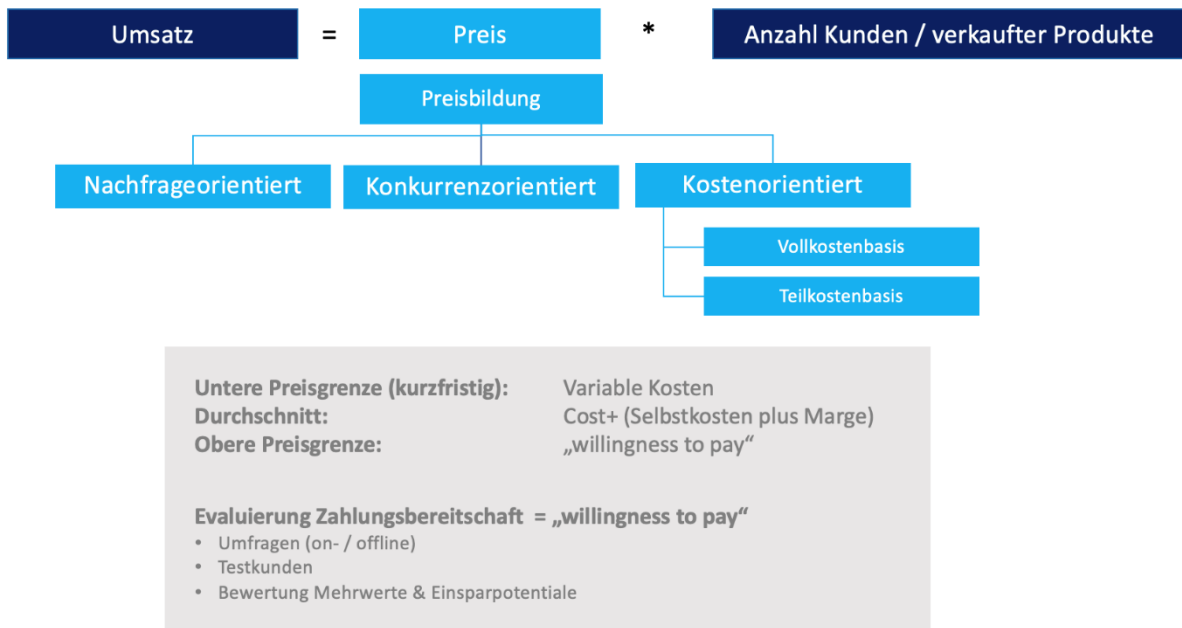 Umsatz = Preis * Anzahl Kunden / verkaufter Produkte
Preisbildung
Nachfrageorientiert Konkurrenzorientiert Kostenorientiert
Vollkostenbasis
Teilkostenbasis
Untere Preisgrenze (kurzfristig): Variable Kosten
Durchschnitt: Cost+ (Selbstkosten plus Marge)
Obere Preisgrenze: „willingness to pay“
Evaluierung Zahlungsbereitschaft = „willingness to pay“
• Umfragen (on- / offline)
• Testkunden
• Bewertung Mehrwerte & Einsparpotentiale